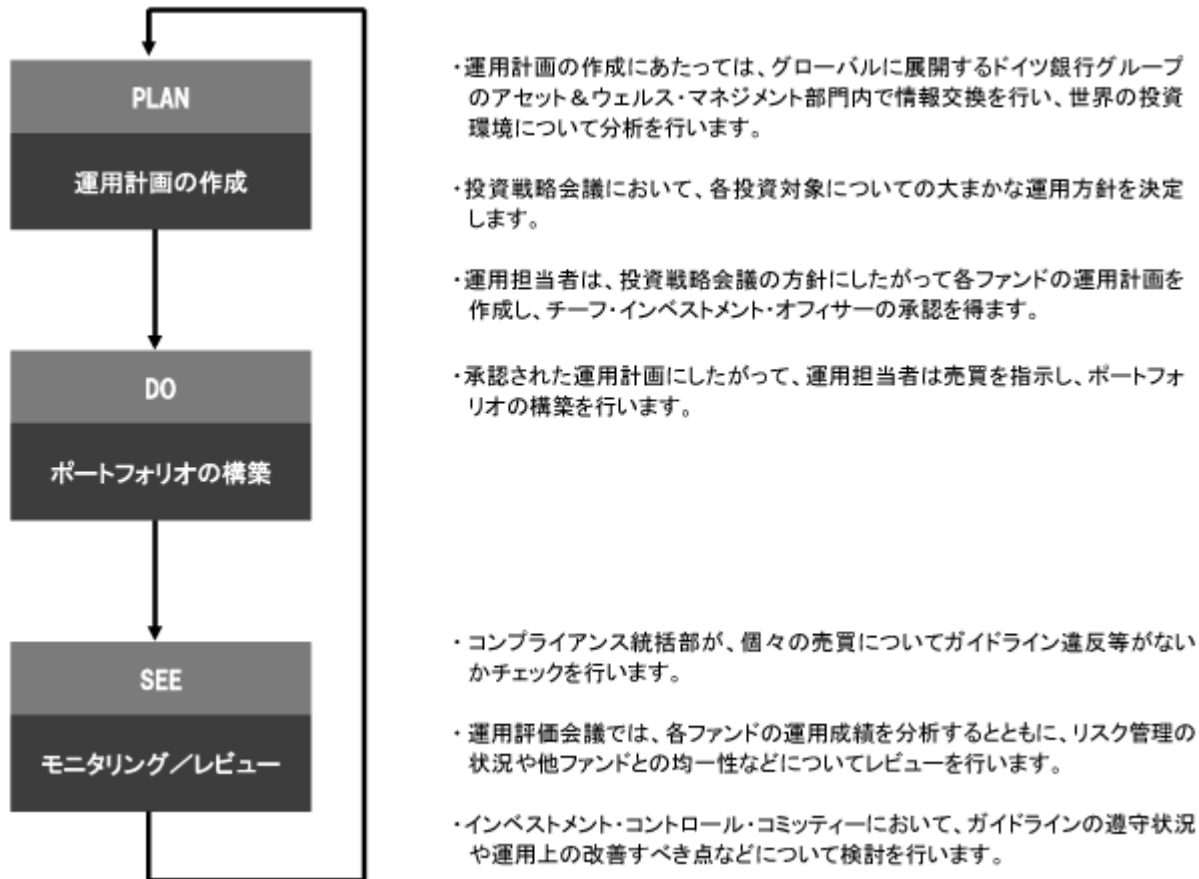 PLAN
運用計画の作成
・運用計画の作成にあたっては、グローバルに展開するドイツ銀行グループ
のアセット＆ウェルス・マネジメント部門内で情報交換を行い、世界の投資
環境について分析を行います。
・投資戦略会議において、各投資対象についての大まかな運用方針を決定
します。
・運用担当者は、投資戦略会議の方針にしたがって各ファンドの運用計画を
作成し、チーフ・インベストメント・オフィサーの承認を得ます。
DO
ポートフォリオの構築
・承認された運用計画にしたがって、運用担当者は売買を指示し、ポートフォ
リオの構築を行います。
SEE
モニタリング／レビュー
・コンプライアンス統括部が、個々の売買についてガイドライン違反等がない
かチェックを行います。
・運用評価会議では、各ファンドの運用成績を分析するとともに、リスク管理の
状況や他ファンドとの均一性などについてレビューを行います。
・インベストメント・コントロール・コミッティーにおいて、ガイドラインの遵守状況
や運用上の改善すべき点などについて検討を行います。